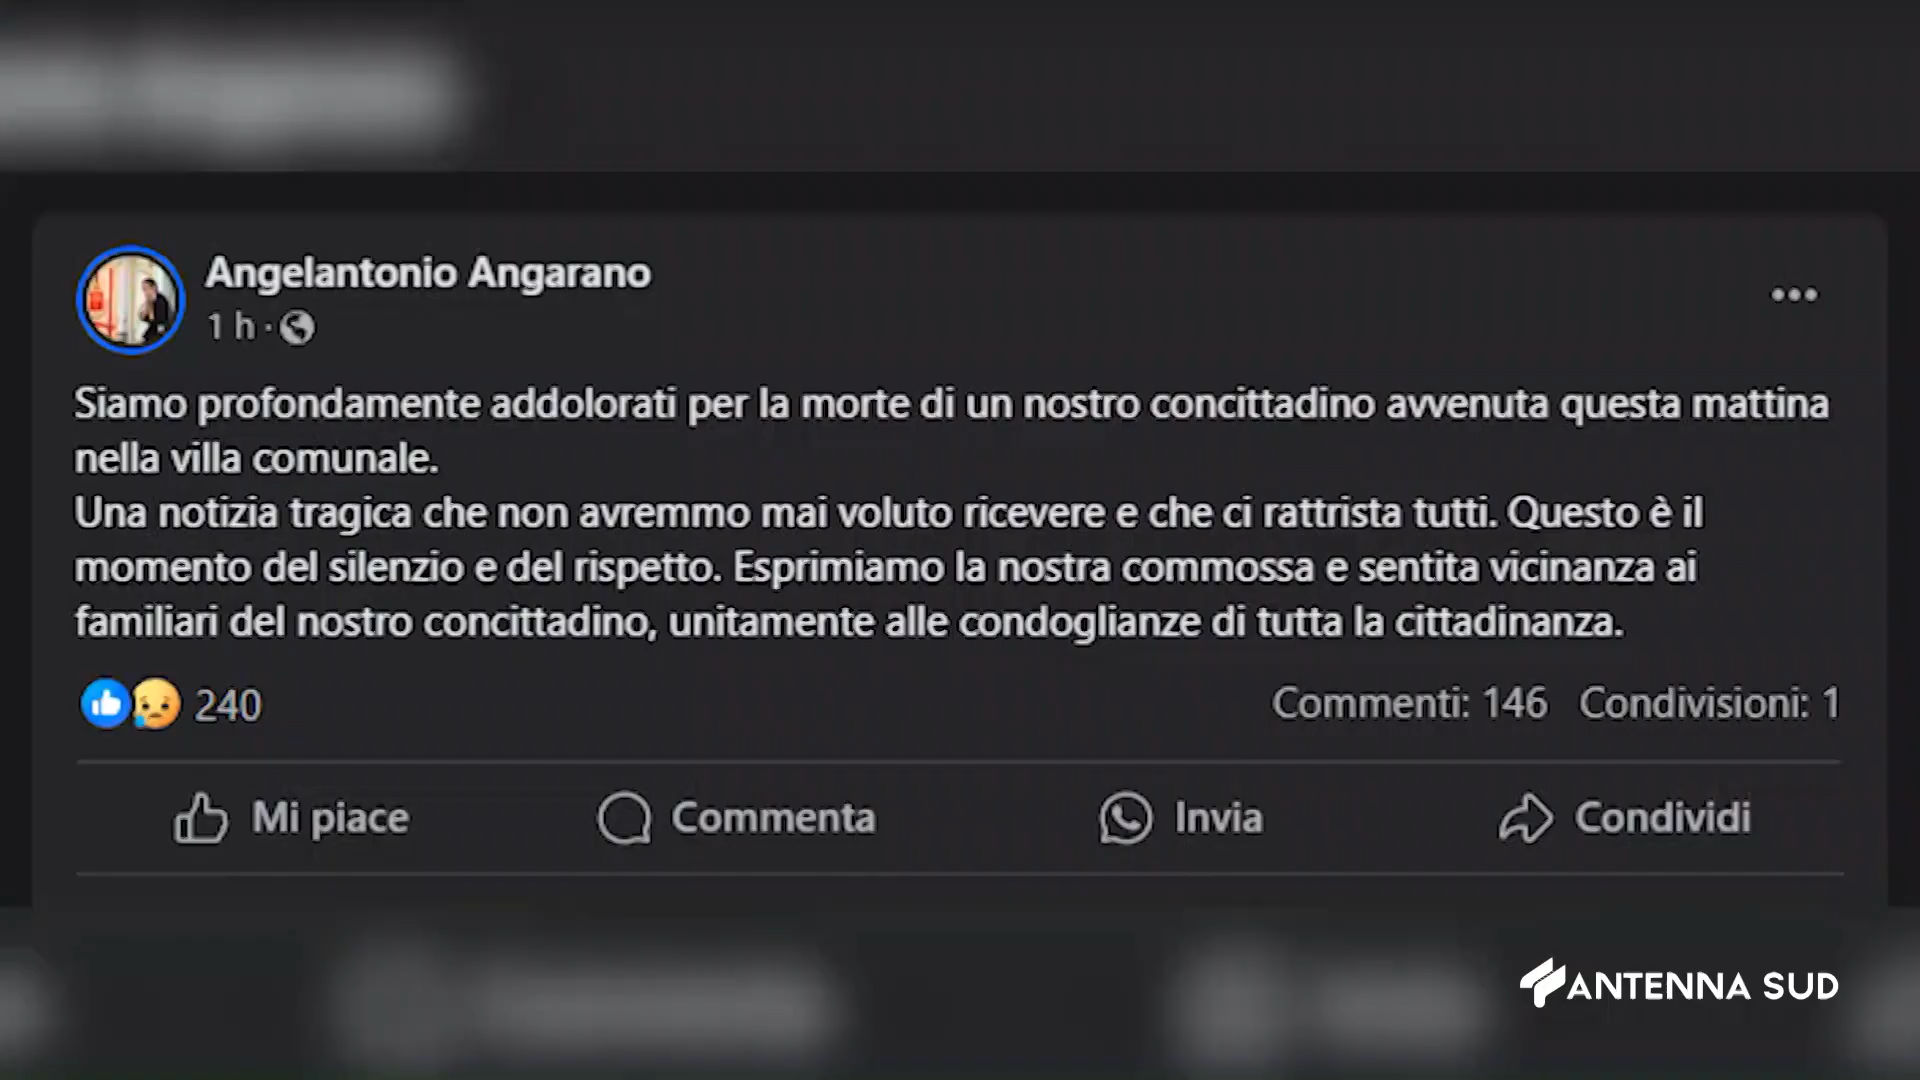 Angelantonio Angarano
1 h ·
Siamo profondamente addolorati per la morte di un nostro concittadino avvenuta questa mattina
nella villa comunale.
Una notizia tragica che non avremmo mai voluto ricevere e che ci rattrista tutti. Questo è il
momento del silenzio e del rispetto. Esprimiamo la nostra commossa e sentita vicinanza ai
familiari del nostro concittadino, unitamente alle condoglianze di tutta la cittadinanza.
240 Commenti: 146 Condivisioni: 1
Mi piace Commenta Invia Condividi
ANTENNA SUD